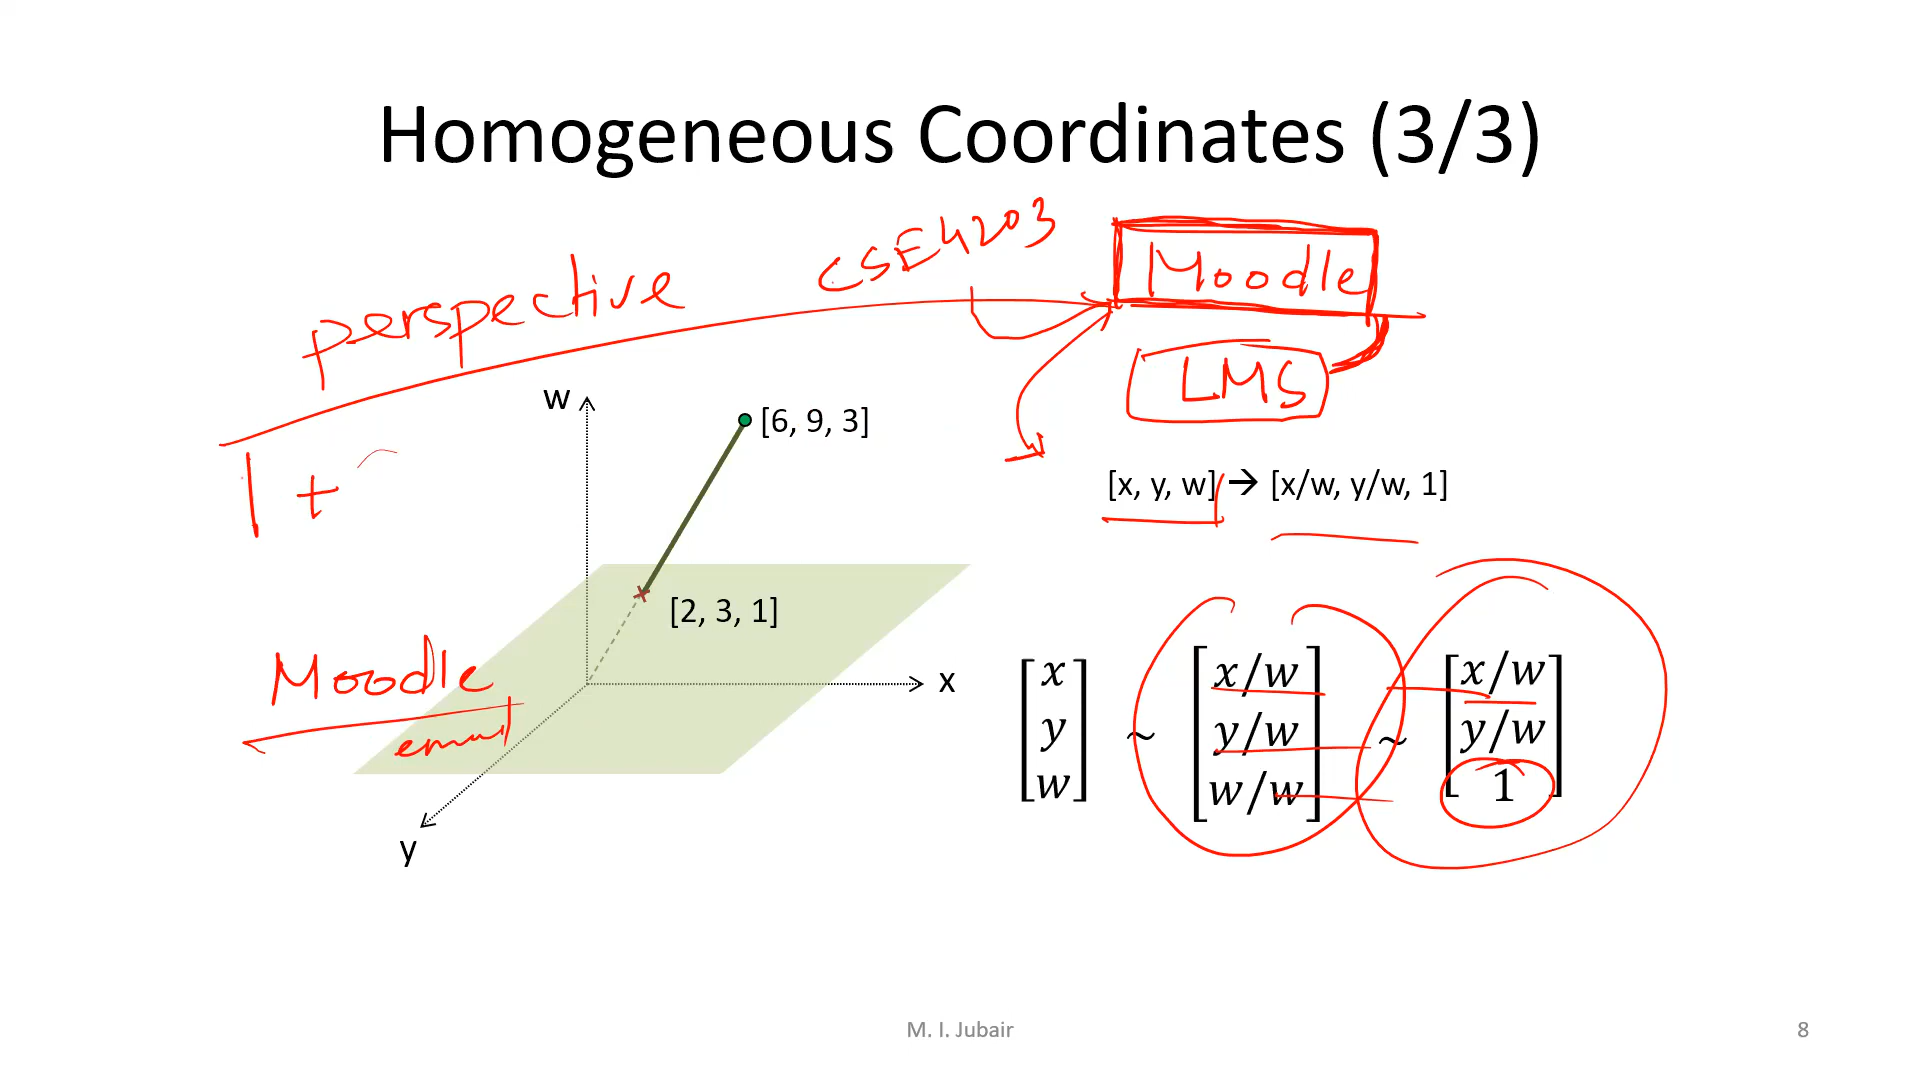 Homogeneous Coordinates (3/3)
CSE4203
Moodle
perspective
LMS
w
[6, 9, 3]
1 +
[x, y, w] → [x/w, y/w, 1]
[2, 3, 1]
Moodle
x
x x/w x/w
y ~ y/w ~ y/w
w w/w 1
y
M. I. Jubair
8